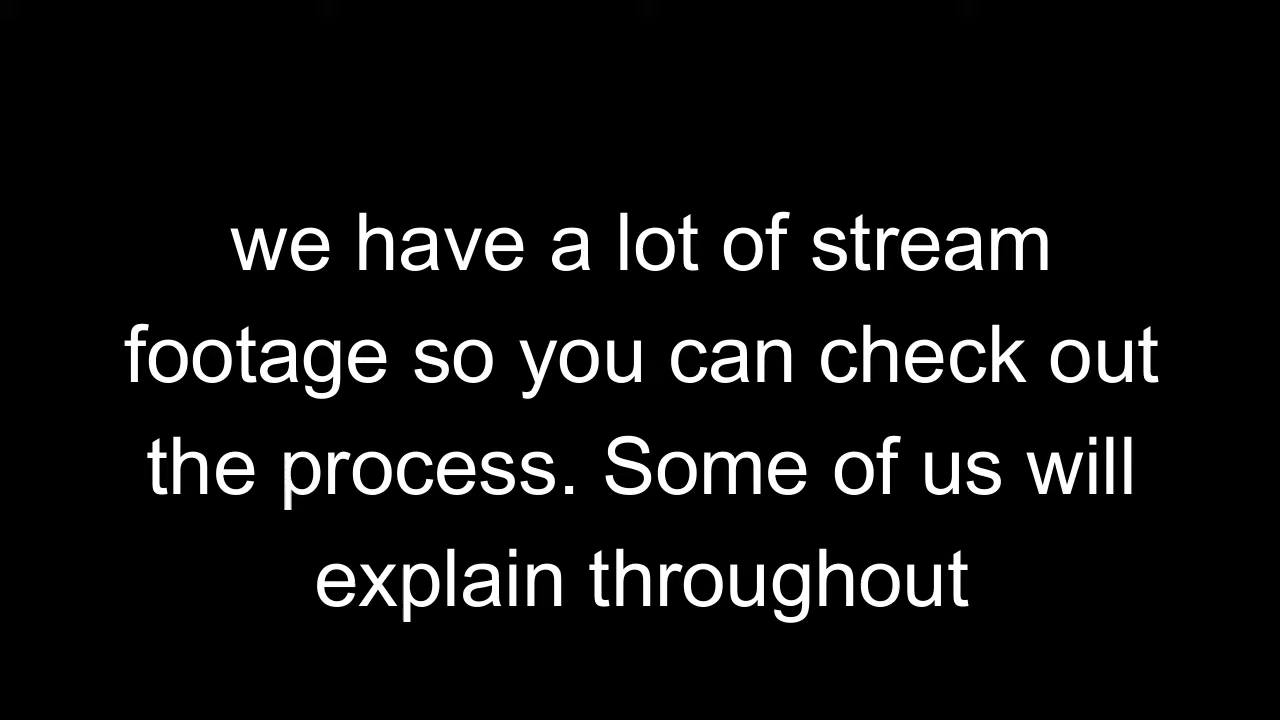 we have a lot of stream
footage so you can check out
the process. Some of us will
explain throughout